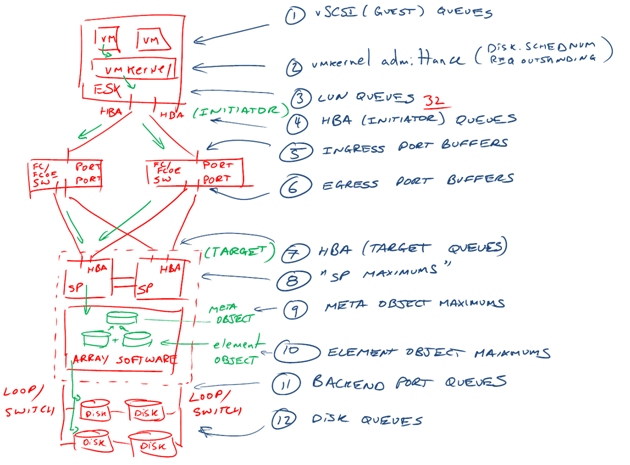 ① vSCSI (GUEST) QUEUES
VM VM
② vmkernel admittance (DISK.SCHEDNUM
REQ OUTSTANDING)
vmkernel
ESX
③ LUN QUEUES 32
HBA HBA (INITIATOR)
④ HBA (INITIATOR) QUEUES
⑤ INGRESS PORT BUFFERS
FC/ PORT FC/ PORT
FCOE FCOE
SW PORT SW PORT
⑥ EGRESS PORT BUFFERS
(TARGET)
⑦ HBA (TARGET QUEUES)
HBA HBA
⑧ "SP MAXIMUMS"
SP SP
META
OBJECT
⑨ META OBJECT MAXIMUMS
+
element
OBJECT
ARRAY SOFTWARE
⑩ ELEMENT OBJECT MAXIMUMS
⑪ BACKEND PORT QUEUES
LOOP/
SWITCH
LOOP/
SWITCH
DISK DISK
⑫ DISK QUEUES
DISK DISK